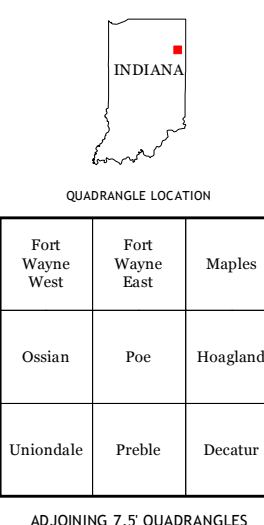 INDIANA
QUADRANGLE LOCATION
Fort
Wayne
West
Fort
Wayne
East
Maples
Ossian
Poe
Hoagland
Uniondale
Preble
Decatur
ADJOINING 7.5' QUADRANGLES